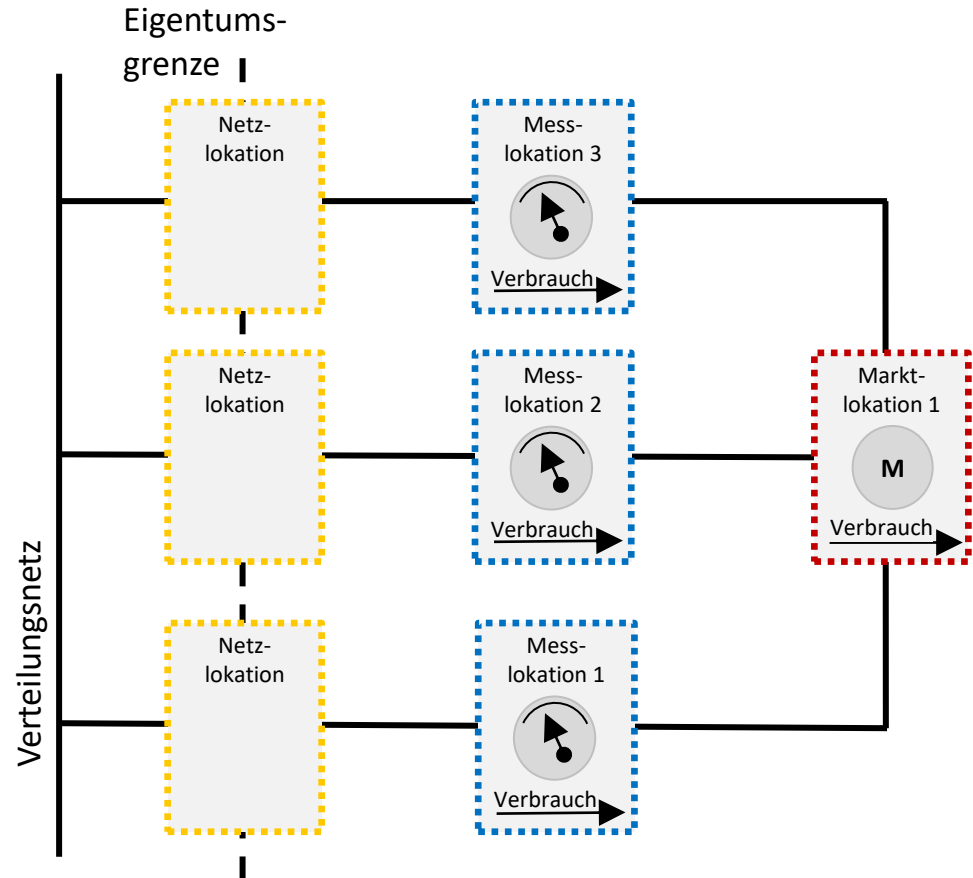 Eigentums-
grenze
Netz-
lokation
Mess-
lokation 3
Verbrauch
Netz-
lokation
Mess-
lokation 2
Verbrauch
Markt-
lokation 1
M
Verbrauch
Netz-
lokation
Mess-
lokation 1
Verbrauch
Verteilungsnetz